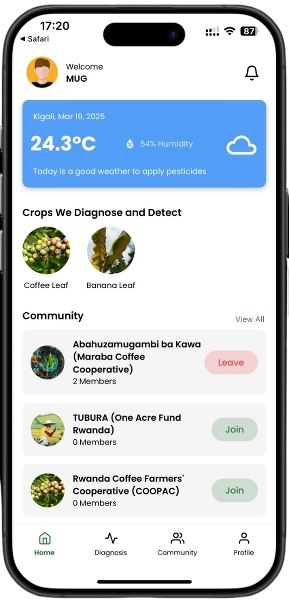 17:20
87
◀ Safari
Welcome
MUG
Kigali, Mar 19, 2025
24.3°C
54% Humidity
Today is a good weather to apply pesticides
Crops We Diagnose and Detect
Coffee Leaf
Banana Leaf
Community
View All
Abahuzamugambi ba Kawa
(Maraba Coffee
Cooperative)
2 Members
Leave
TUBURA (One Acre Fund
Rwanda)
0 Members
Join
Rwanda Coffee Farmers'
Cooperative (COOPAC)
0 Members
Join
Home
Diagnosis
Community
Profile